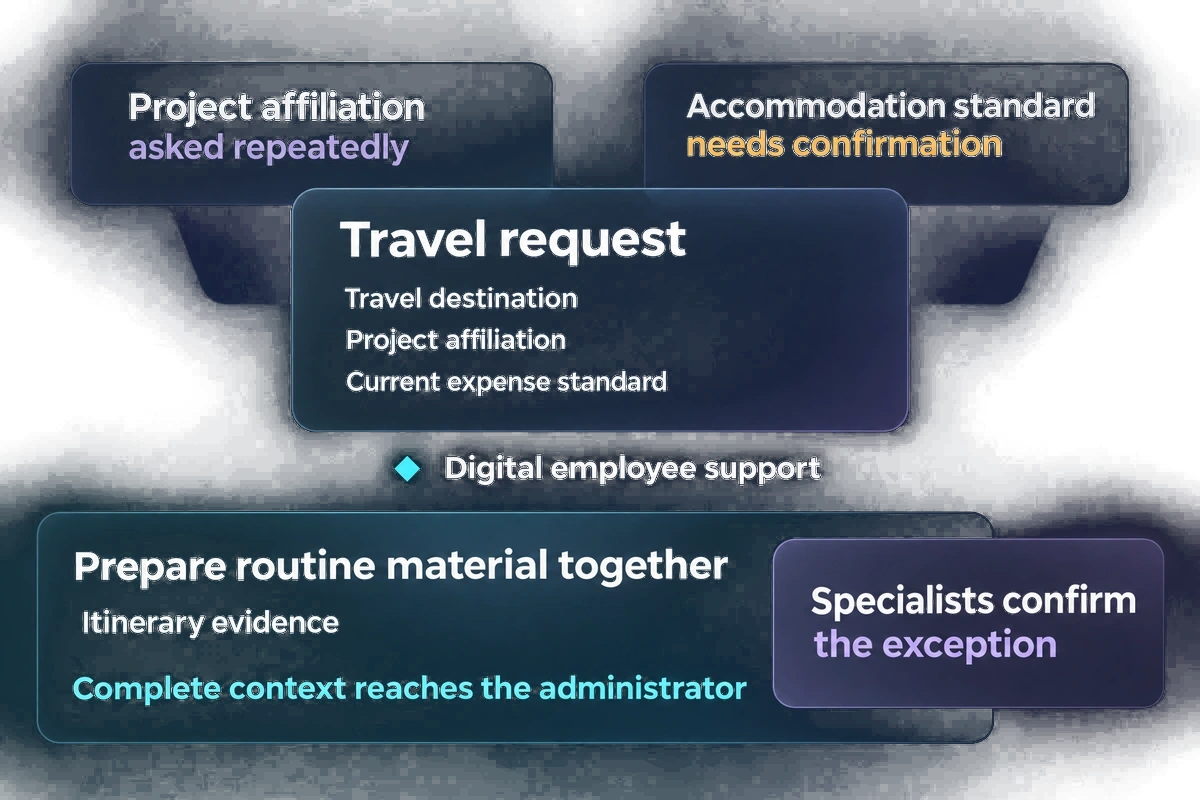 Project affiliation
asked repeatedly
Accommodation standard
needs confirmation
Travel request
Travel destination
Project affiliation
Current expense standard
Digital employee support
Prepare routine material together
Itinerary evidence
Complete context reaches the administrator
Specialists confirm
the exception